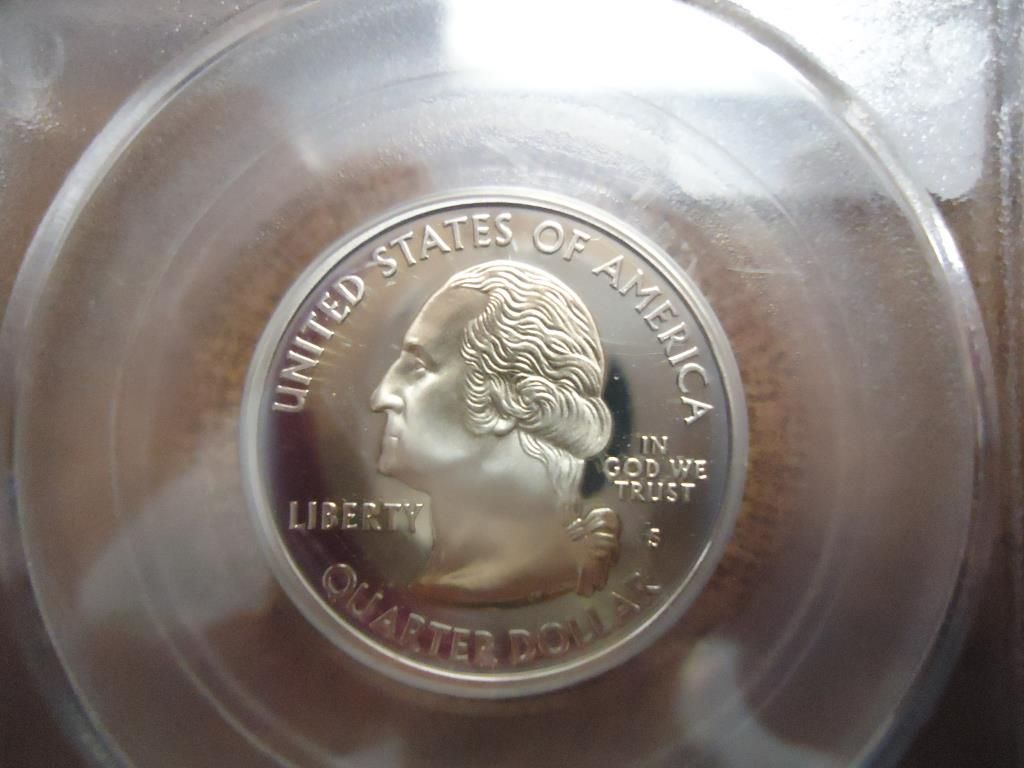 UNITED STATES OF AMERICA
IN
GOD WE
TRUST
LIBERTY
S
QUARTER DOLLAR